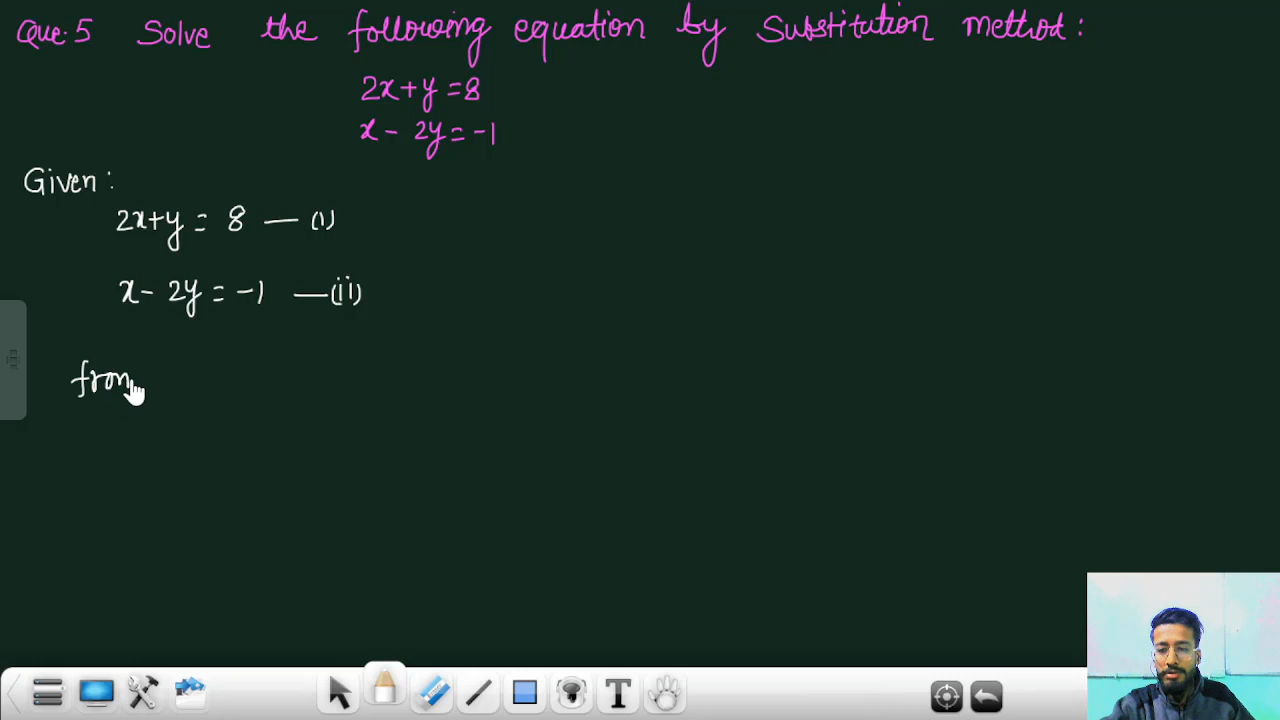 Que. 5 Solve the following equation by Substitution method:
2x+y=8
x- 2y=-1
Given:
2x+y= 8 — (i)
x- 2y=-1 — (ii)
from
T